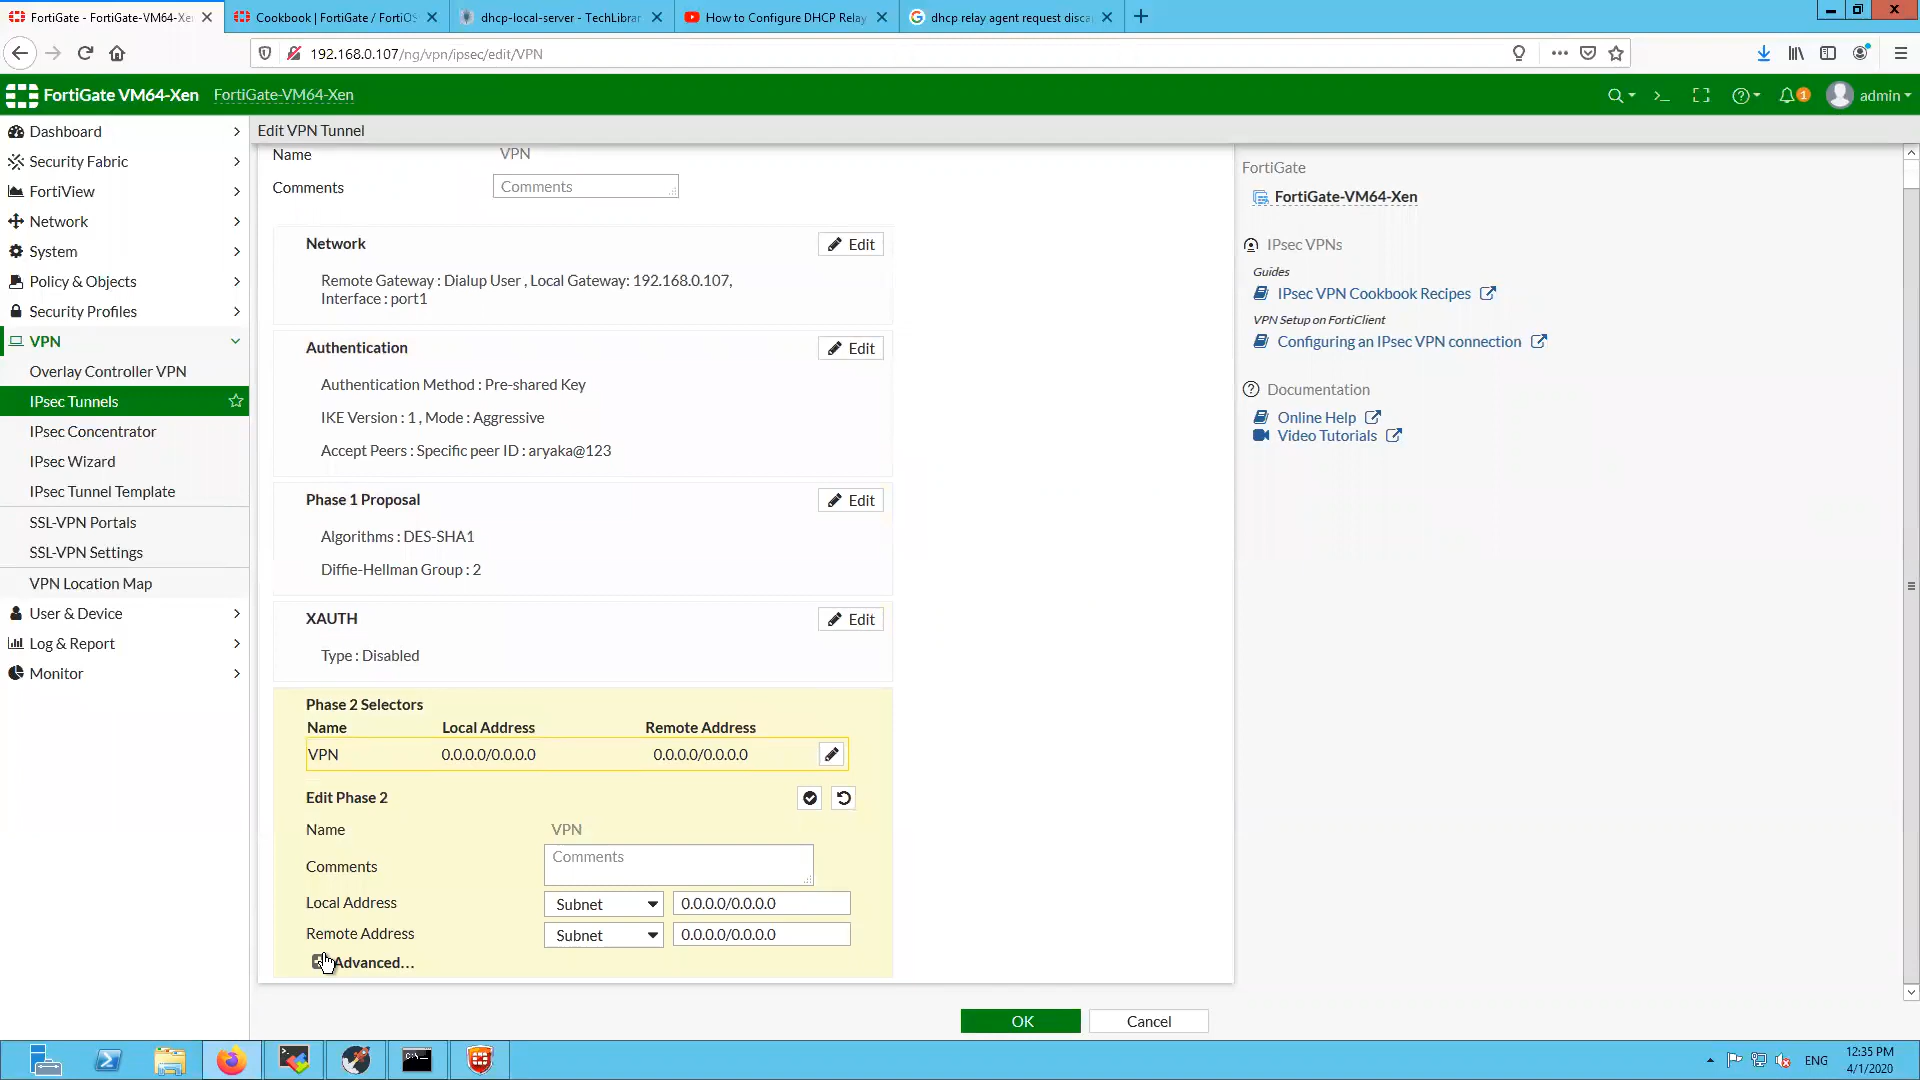 FortiGate - FortiGate-VM64-Xen
Cookbook | FortiGate / FortiOS
dhcp-local-server - TechLibrar
How to Configure DHCP Relay
dhcp relay agent request disca
192.168.0.107/ng/vpn/ipsec/edit/VPN
FortiGate VM64-Xen
FortiGate-VM64-Xen
1
admin
Dashboard
Security Fabric
FortiView
Network
System
Policy & Objects
Security Profiles
VPN
Overlay Controller VPN
IPsec Tunnels
IPsec Concentrator
IPsec Wizard
IPsec Tunnel Template
SSL-VPN Portals
SSL-VPN Settings
VPN Location Map
User & Device
Log & Report
Monitor
Edit VPN Tunnel
Name VPN
Comments Comments
Network Edit
Remote Gateway : Dialup User , Local Gateway: 192.168.0.107,
Interface : port1
Authentication Edit
Authentication Method : Pre-shared Key
IKE Version : 1 , Mode : Aggressive
Accept Peers : Specific peer ID : aryaka@123
Phase 1 Proposal Edit
Algorithms : DES-SHA1
Diffie-Hellman Group : 2
XAUTH Edit
Type : Disabled
Phase 2 Selectors
Name Local Address Remote Address
VPN 0.0.0.0/0.0.0.0 0.0.0.0/0.0.0.0
Edit Phase 2
Name VPN
Comments Comments
Local Address Subnet 0.0.0.0/0.0.0.0
Remote Address Subnet 0.0.0.0/0.0.0.0
Advanced...
OK Cancel
FortiGate
FortiGate-VM64-Xen
IPsec VPNs
Guides
IPsec VPN Cookbook Recipes
VPN Setup on FortiClient
Configuring an IPsec VPN connection
Documentation
Online Help
Video Tutorials
ENG
12:35 PM
4/1/2020